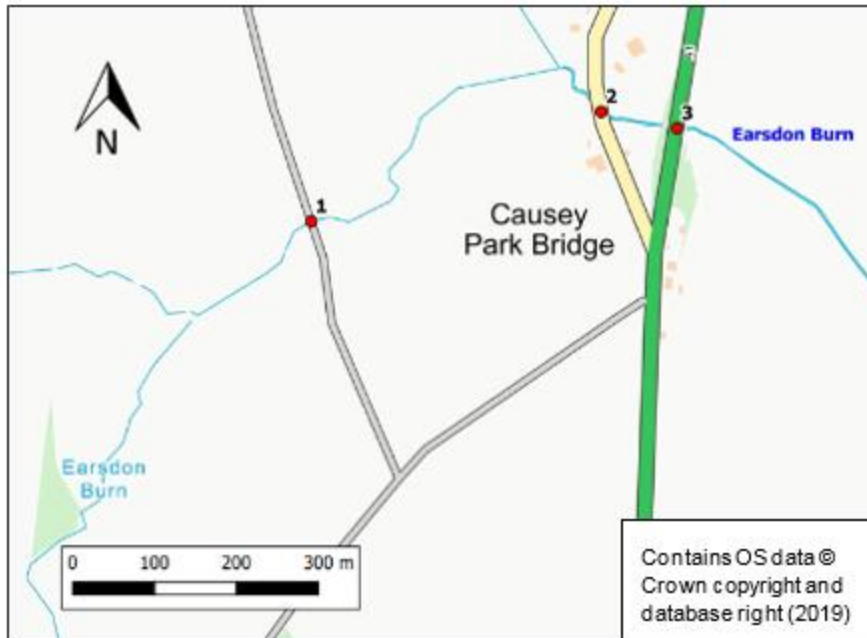 N
1
2
3
Earsdon Burn
Causey
Park Bridge
Earsdon
Burn
0 100 200 300 m
Contains OS data ©
Crown copyright and
database right (2019)